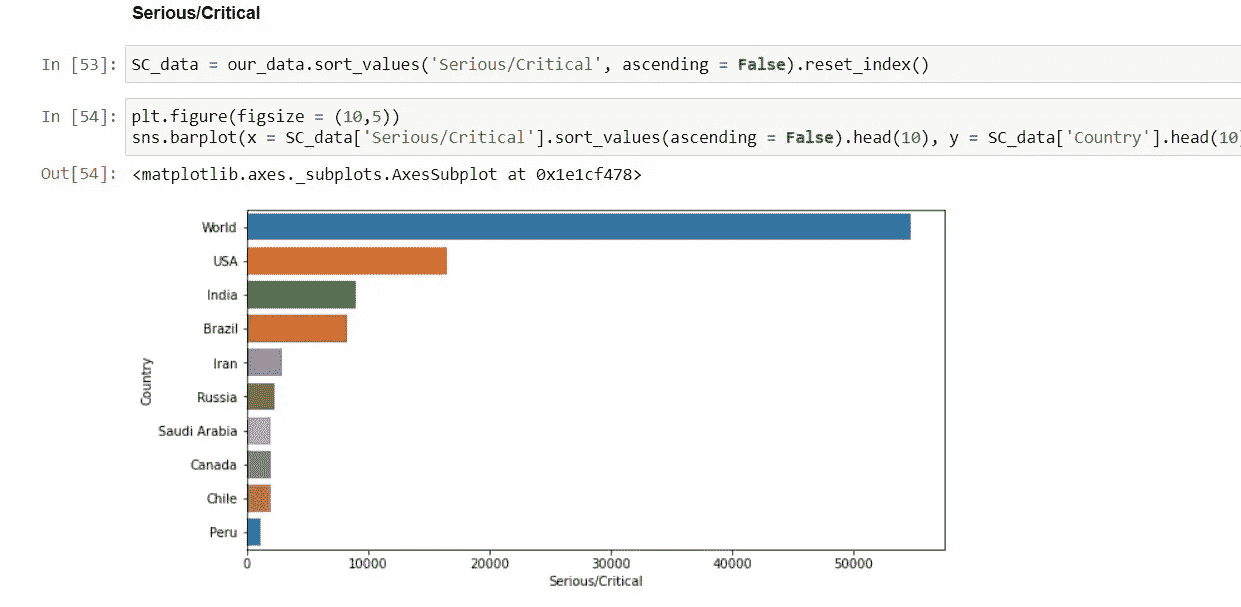 Serious/Critical
In [53]: SC_data = our_data.sort_values('Serious/Critical', ascending = False).reset_index()
In [54]: plt.figure(figsize = (10,5))
sns.barplot(x = SC_data['Serious/Critical'].sort_values(ascending = False).head(10), y = SC_data['Country'].head(10)
Out[54]: <matplotlib.axes._subplots.AxesSubplot at 0x1e1cf478>
World
USA
India
Brazil
Iran
Russia
Saudi Arabia
Canada
Chile
Peru
Country
0 10000 20000 30000 40000 50000
Serious/Critical